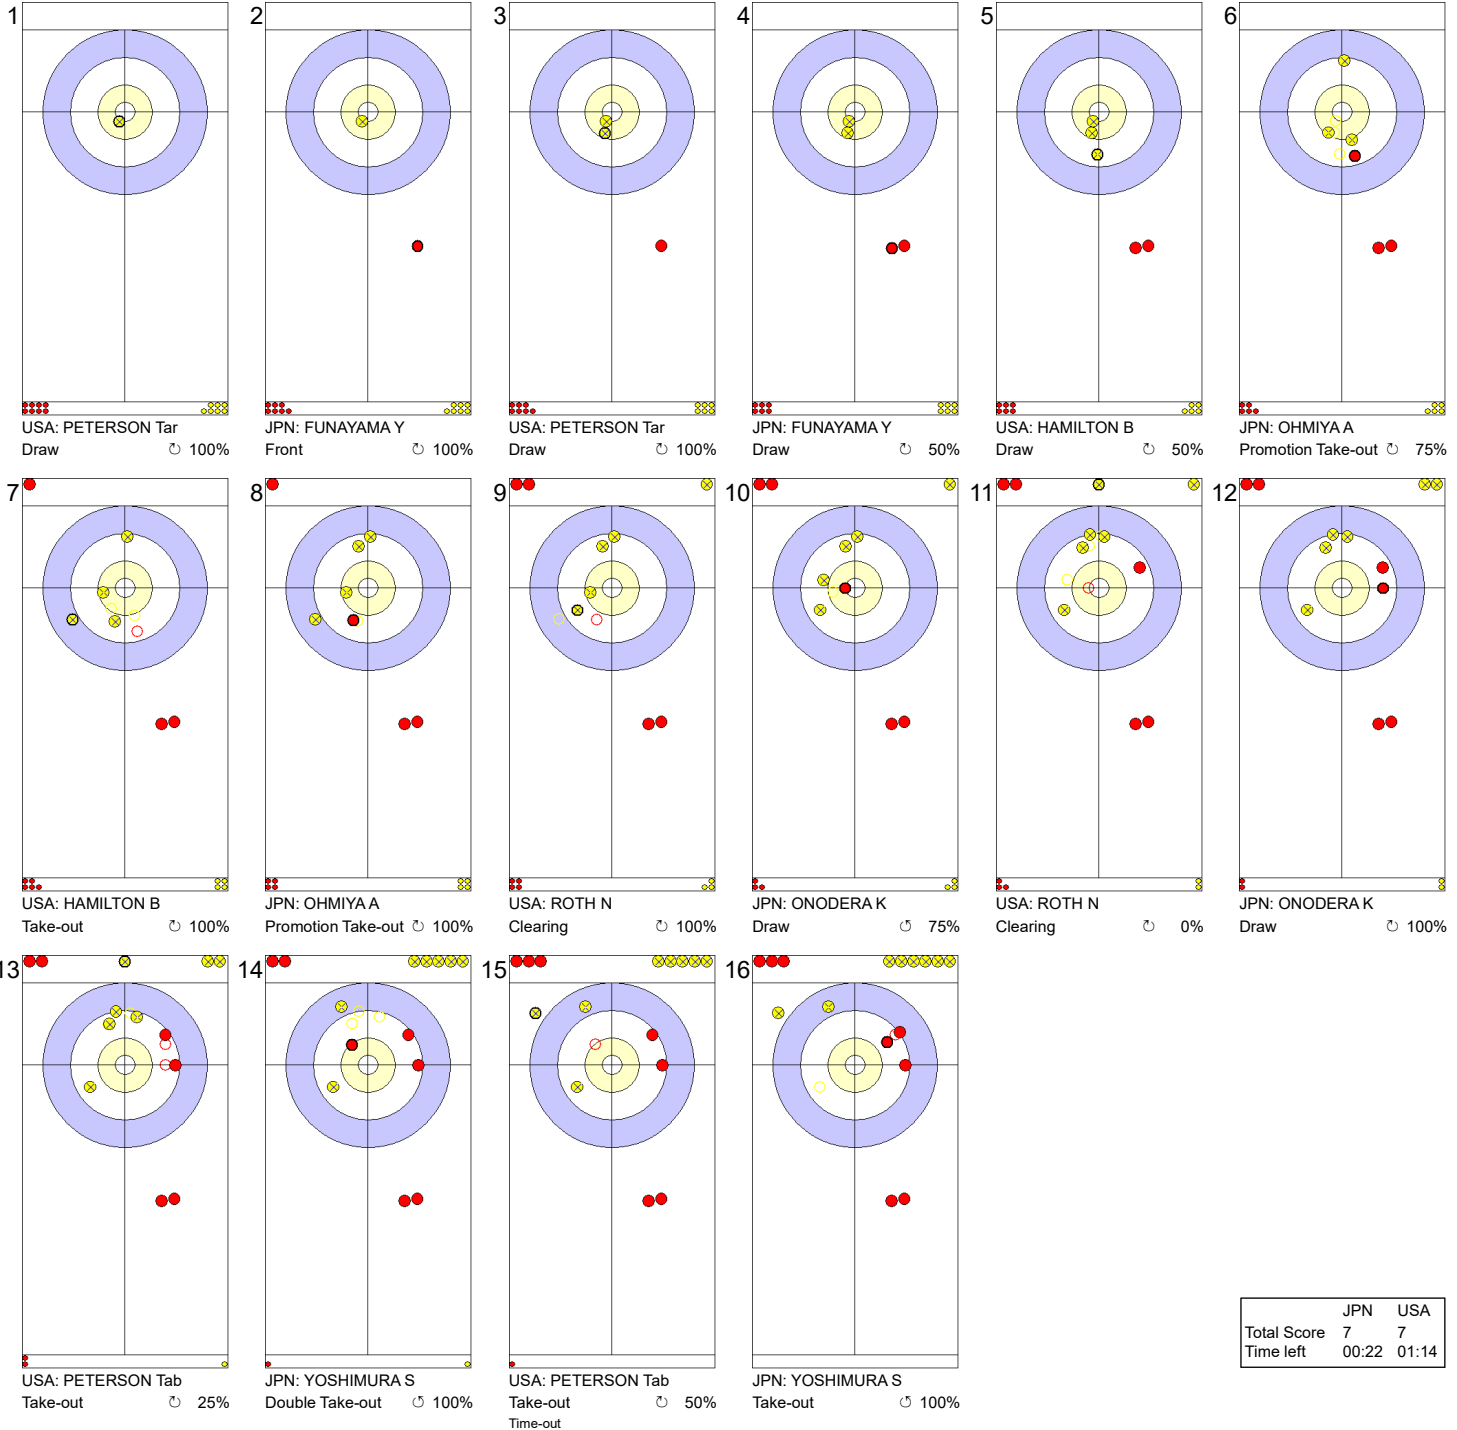 1
2
3
4
5
6
USA: PETERSON Tar
Draw ↻ 100%
JPN: FUNAYAMA Y
Front ↻ 100%
USA: PETERSON Tar
Draw ↻ 100%
JPN: FUNAYAMA Y
Draw ↻ 50%
USA: HAMILTON B
Draw ↻ 50%
JPN: OHMIYA A
Promotion Take-out ↻ 75%
7
8
9
10
11
12
USA: HAMILTON B
Take-out ↻ 100%
JPN: OHMIYA A
Promotion Take-out ↻ 100%
USA: ROTH N
Clearing ↻ 100%
JPN: ONODERA K
Draw ↺ 75%
USA: ROTH N
Clearing ↻ 0%
JPN: ONODERA K
Draw ↻ 100%
13
14
15
16
USA: PETERSON Tab
Take-out ↻ 25%
JPN: YOSHIMURA S
Double Take-out ↻ 100%
USA: PETERSON Tab
Take-out ↻ 50%
Time-out
JPN: YOSHIMURA S
Take-out ↻ 100%
JPN USA
Total Score 7 7
Time left 00:22 01:14